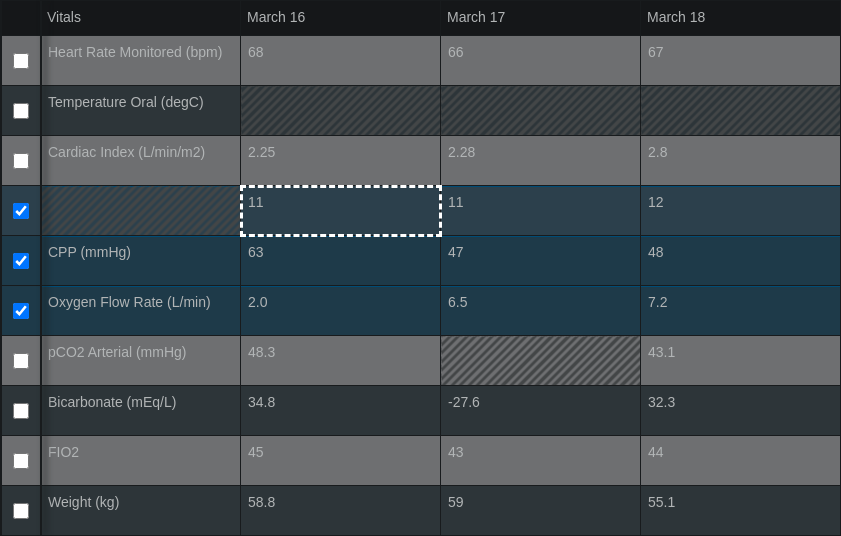 Vitals March 16 March 17 March 18
Heart Rate Monitored (bpm) 68 66 67
Temperature Oral (degC)
Cardiac Index (L/min/m2) 2.25 2.28 2.8
11 11 12
CPP (mmHg) 63 47 48
Oxygen Flow Rate (L/min) 2.0 6.5 7.2
pCO2 Arterial (mmHg) 48.3 43.1
Bicarbonate (mEq/L) 34.8 -27.6 32.3
FIO2 45 43 44
Weight (kg) 58.8 59 55.1